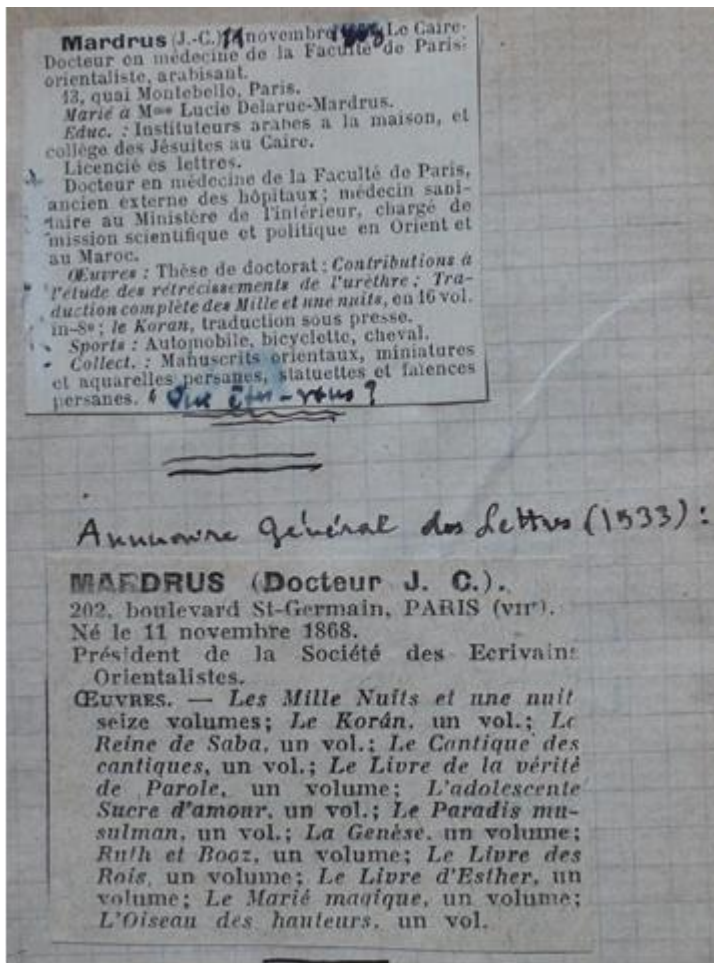 Mardrus (J.-C.) 11 novembre Le Caire.
Docteur en médecine de la Faculté de Paris;
orientaliste, arabisant.
13, quai Montebello, Paris.
Marié à Mme Lucie Delarue-Mardrus.
Educ. : Instituteurs arabes a la maison, et
collège des Jésuites au Caire.
Licencié ès lettres.
Docteur en médecine de la Faculté de Paris,
ancien externe des hôpitaux; médecin sani-
taire au Ministère de l'intérieur, chargé de
mission scientifique et politique en Orient et
au Maroc.
Œuvres : Thèse de doctorat : Contributions à
l'étude des rétrécissements de l'urèthre; Tra-
duction complète des Mille et une nuits, en 16 vol.
in-8°; le Koran, traduction sous presse.
Sports : Automobile, bicyclette, cheval.
Collect. : Manuscrits orientaux, miniatures
et aquarelles persanes, statuettes et faïences
persanes. Qui êtes-vous ?
Annuaire général des Lettres (1933) :
MARDRUS (Docteur J. C.).
202, boulevard St-Germain, PARIS (VIIe).
Né le 11 novembre 1868.
Président de la Société des Ecrivains
Orientalistes.
ŒUVRES. — Les Mille Nuits et une nuit
seize volumes; Le Korân, un vol.; La
Reine de Saba, un vol.; Le Cantique des
cantiques, un vol.; Le Livre de la vérité
de Parole, un volume; L'adolescente
Sucre d'amour, un vol.; Le Paradis mu-
sulman, un vol.; La Genèse, un volume;
Ruth et Booz, un volume; Le Livre des
Rois, un volume; Le Livre d'Esther, un
volume; Le Marié magique, un volume;
L'Oiseau des hauteurs, un vol.